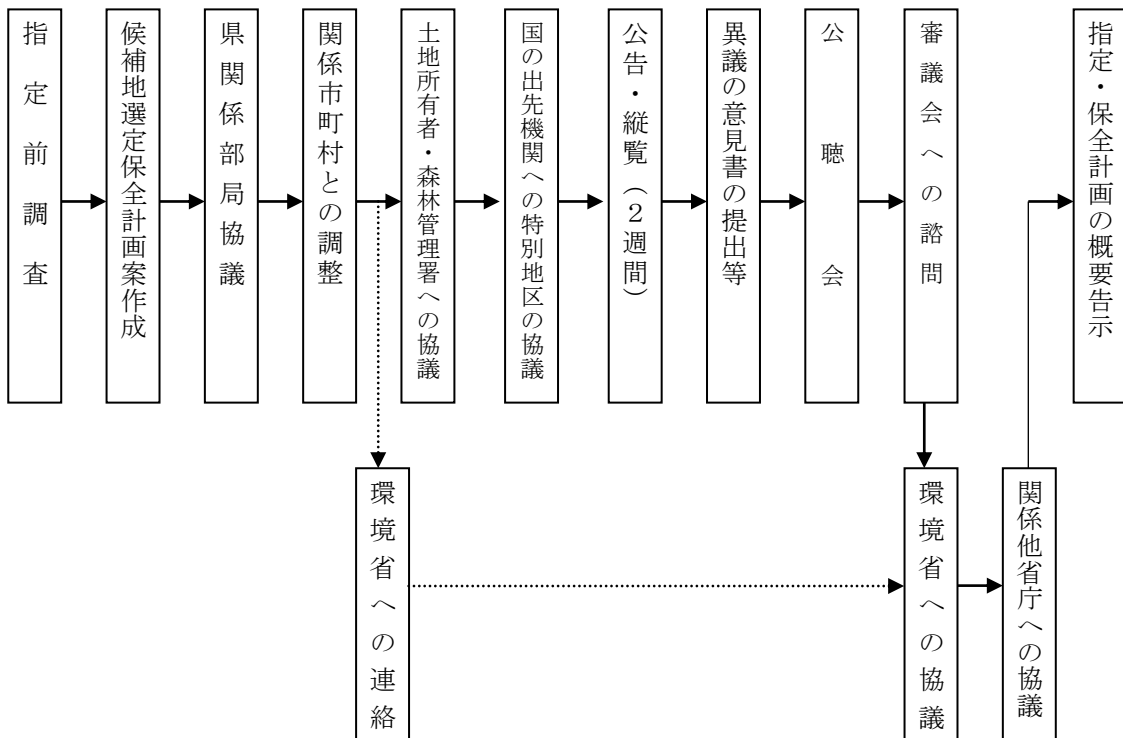 指定前調査
候補地選定保全計画案作成
県関係部局協議
関係市町村との調整
土地所有者・森林管理署への協議
国の出先機関への特別地区の協議
公告・縦覧（２週間）
異議の意見書の提出等
公聴会
審議会への諮問
指定・保全計画の概要告示
環境省への連絡
環境省への協議
関係他省庁への協議